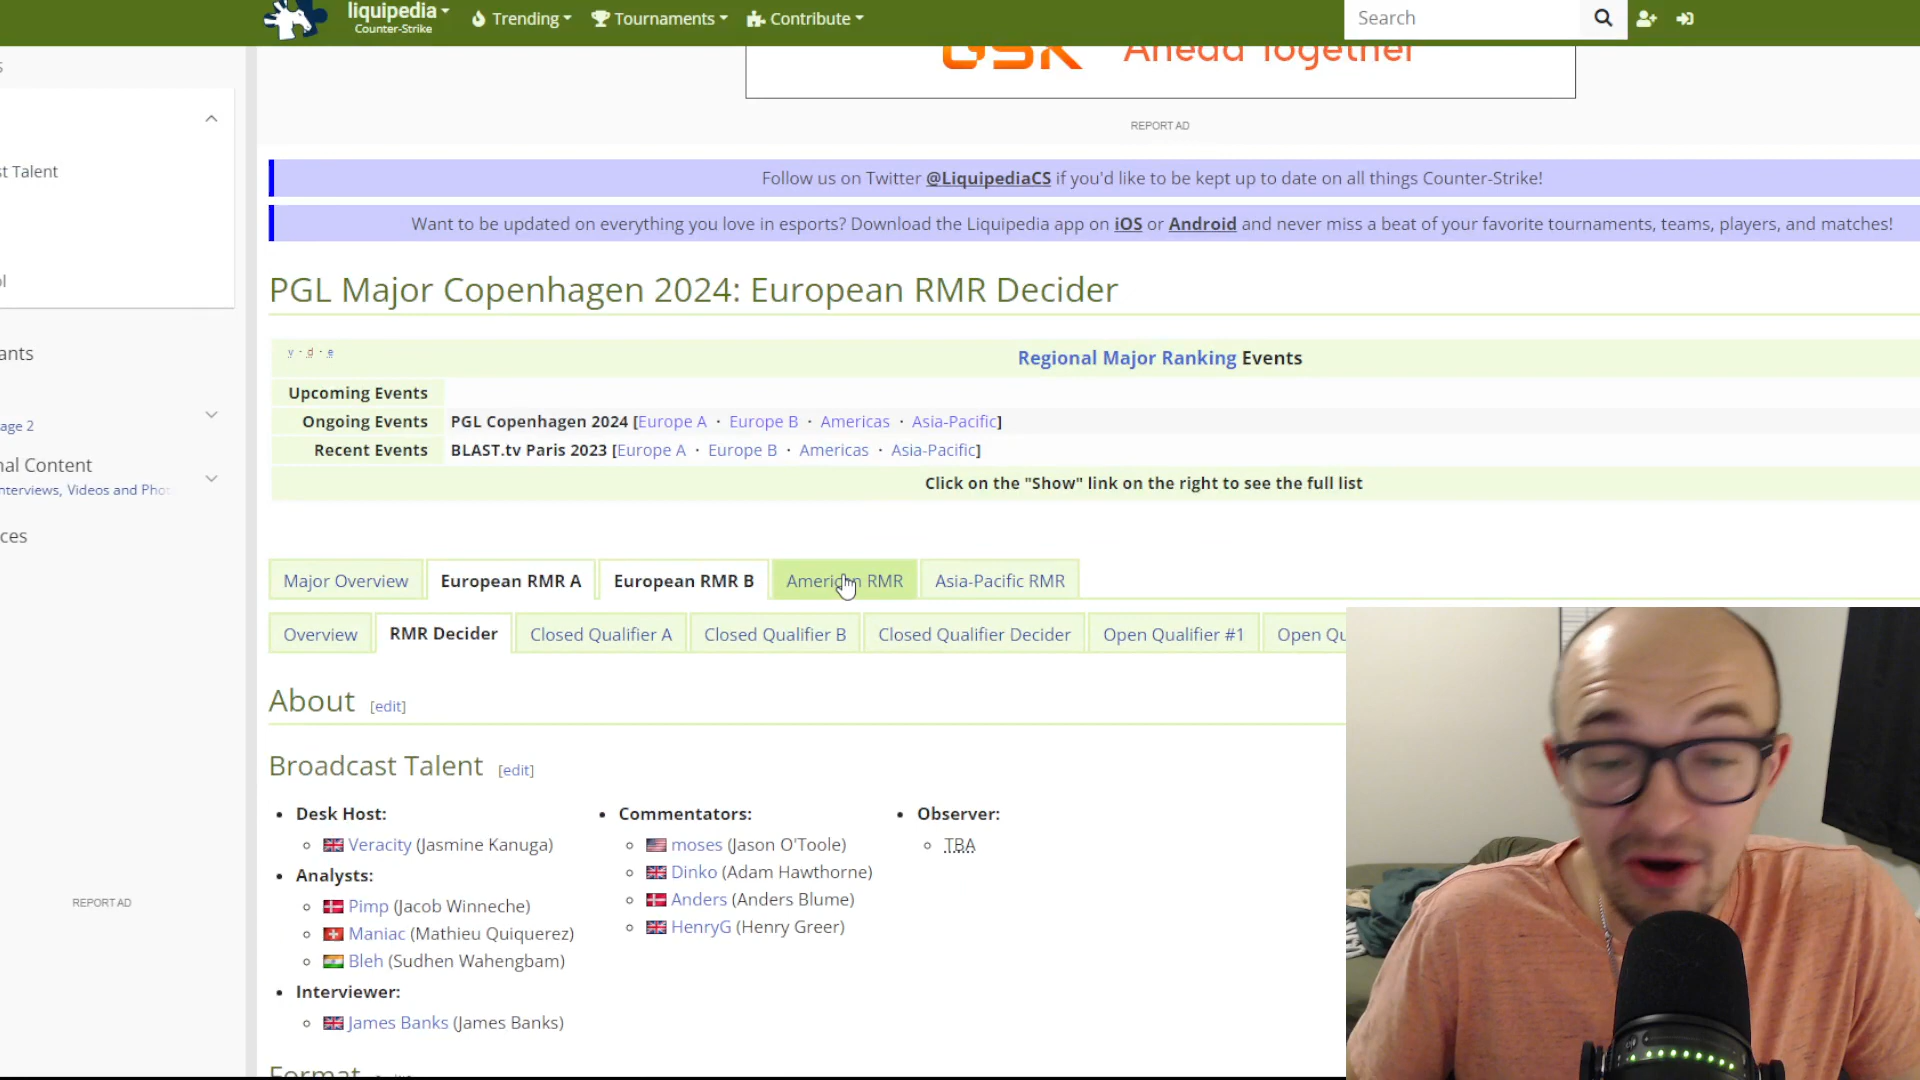 liquipedia
Counter-Strike
Trending
Tournaments
Contribute
Search
Ahead Together
REPORT AD
st Talent
ants
age 2
nal Content
nterviews, Videos and Phot
ces
REPORT AD
Follow us on Twitter @LiquipediaCS if you'd like to be kept up to date on all things Counter-Strike!
Want to be updated on everything you love in esports? Download the Liquipedia app on iOS or Android and never miss a beat of your favorite tournaments, teams, players, and matches!
PGL Major Copenhagen 2024: European RMR Decider
v · d · e
Regional Major Ranking Events
Upcoming Events
Ongoing Events PGL Copenhagen 2024 [Europe A · Europe B · Americas · Asia-Pacific]
Recent Events BLAST.tv Paris 2023 [Europe A · Europe B · Americas · Asia-Pacific]
Click on the "Show" link on the right to see the full list
Major Overview European RMR A European RMR B American RMR Asia-Pacific RMR
Overview RMR Decider Closed Qualifier A Closed Qualifier B Closed Qualifier Decider Open Qualifier #1 Open Qu
About [edit]
Broadcast Talent [edit]
• Desk Host:
Veracity (Jasmine Kanuga)
• Analysts:
Pimp (Jacob Winneche)
Maniac (Mathieu Quiquerez)
Bleh (Sudhen Wahengbam)
• Interviewer:
James Banks (James Banks)
• Commentators:
moses (Jason O'Toole)
Dinko (Adam Hawthorne)
Anders (Anders Blume)
HenryG (Henry Greer)
• Observer:
TBA
Format